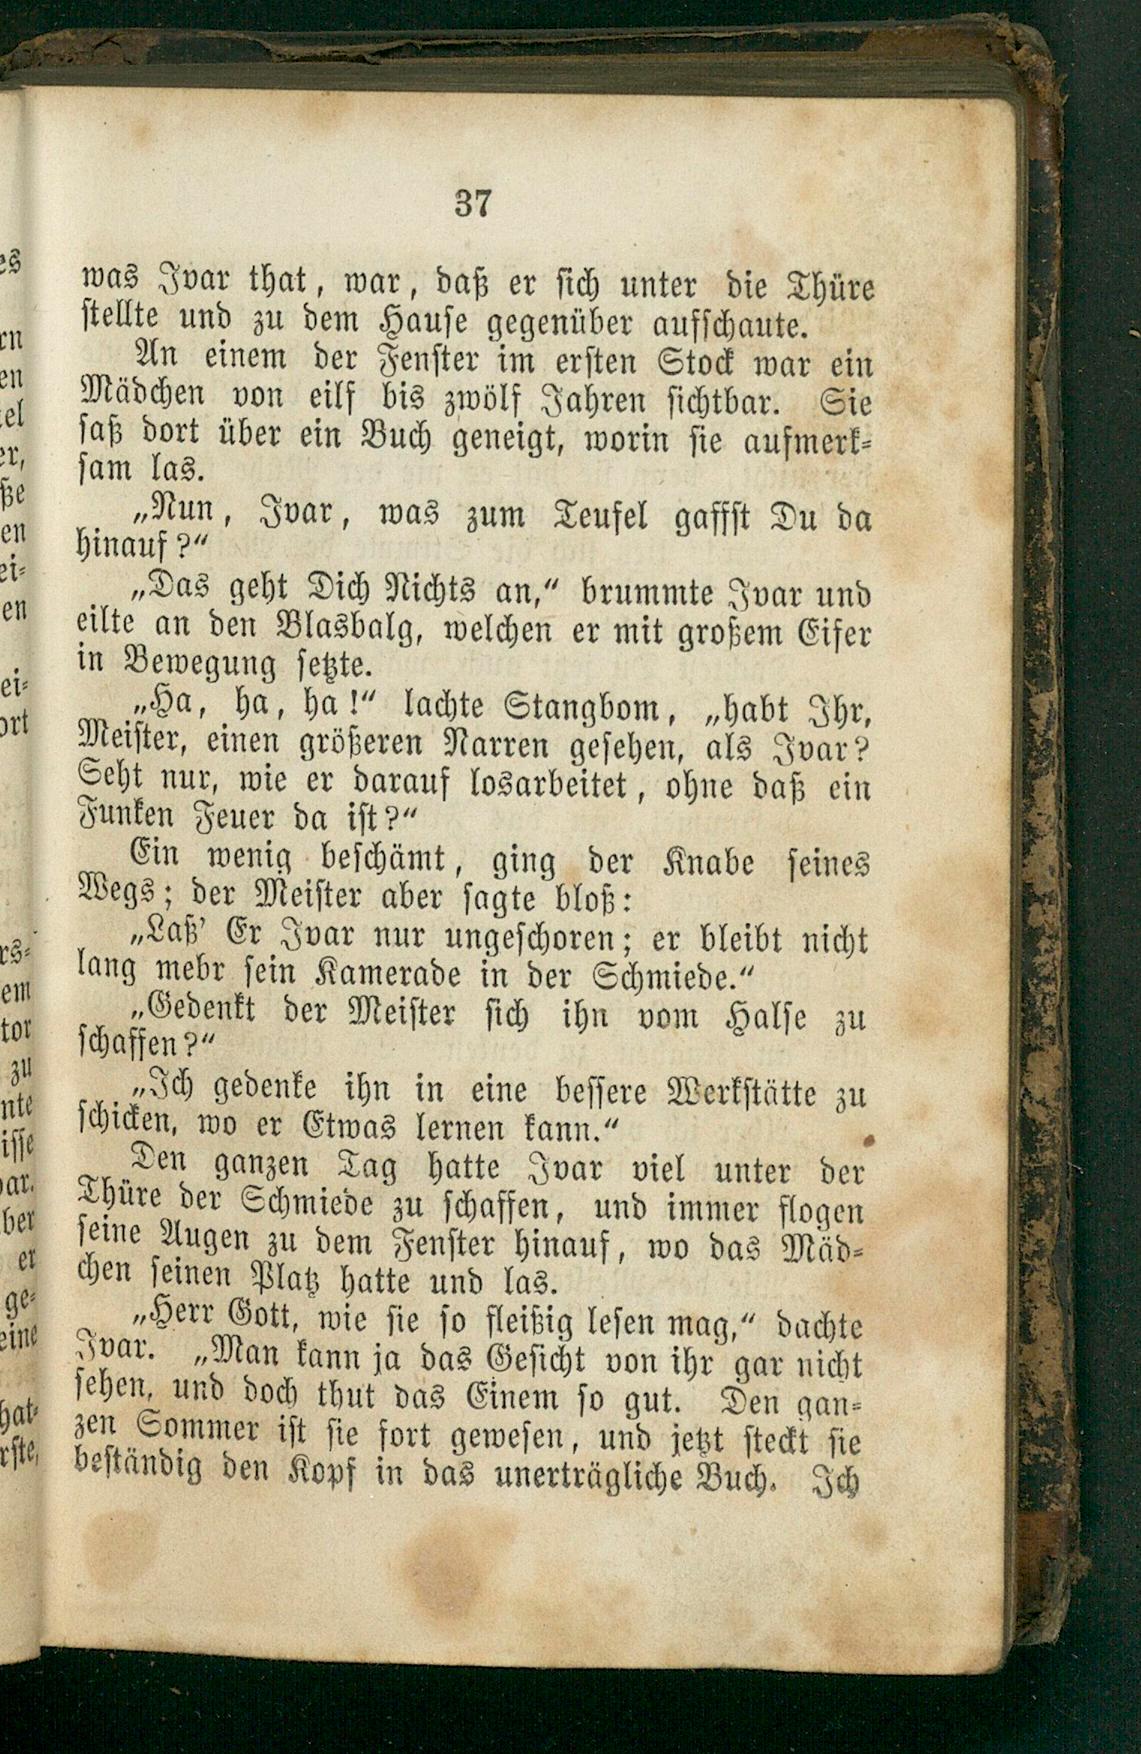 37
was Ivar that, war, daß er sich unter die Thüre
stellte und zu dem Hause gegenüber aufschaute.
An einem der Fenster im ersten Stock war ein
Mädchen von eilf bis zwölf Jahren sichtbar. Sie
saß dort über ein Buch geneigt, worin sie aufmerk-
sam las.
„Nun, Ivar, was zum Teufel gaffst Du da
hinauf?“
„Das geht Dich Nichts an,“ brummte Ivar und
eilte an den Blasbalg, welchen er mit großem Eifer
in Bewegung setzte.
„Ha, ha, ha!“ lachte Stangbom, „habt Ihr,
Meister, einen größeren Narren gesehen, als Ivar?
Seht nur, wie er darauf losarbeitet, ohne daß ein
Funken Feuer da ist?“
Ein wenig beschämt, ging der Knabe seines
Wegs; der Meister aber sagte bloß:
„Laß' Er Ivar nur ungeschoren; er bleibt nicht
lang mebr sein Kamerade in der Schmiede.“
„Gedenkt der Meister sich ihn vom Halse zu
schaffen?“
„Ich gedenke ihn in eine bessere Werkstätte zu
schicken, wo er Etwas lernen kann.“
Den ganzen Tag hatte Ivar viel unter der
Thüre der Schmiede zu schaffen, und immer flogen
seine Augen zu dem Fenster hinauf, wo das Mäd-
chen seinen Platz hatte und las.
„Herr Gott, wie sie so fleißig lesen mag,“ dachte
Ivar. „Man kann ja das Gesicht von ihr gar nicht
sehen, und doch thut das Einem so gut. Den gan-
zen Sommer ist sie fort gewesen, und jetzt steckt sie
beständig den Kopf in das unerträgliche Buch. Ich